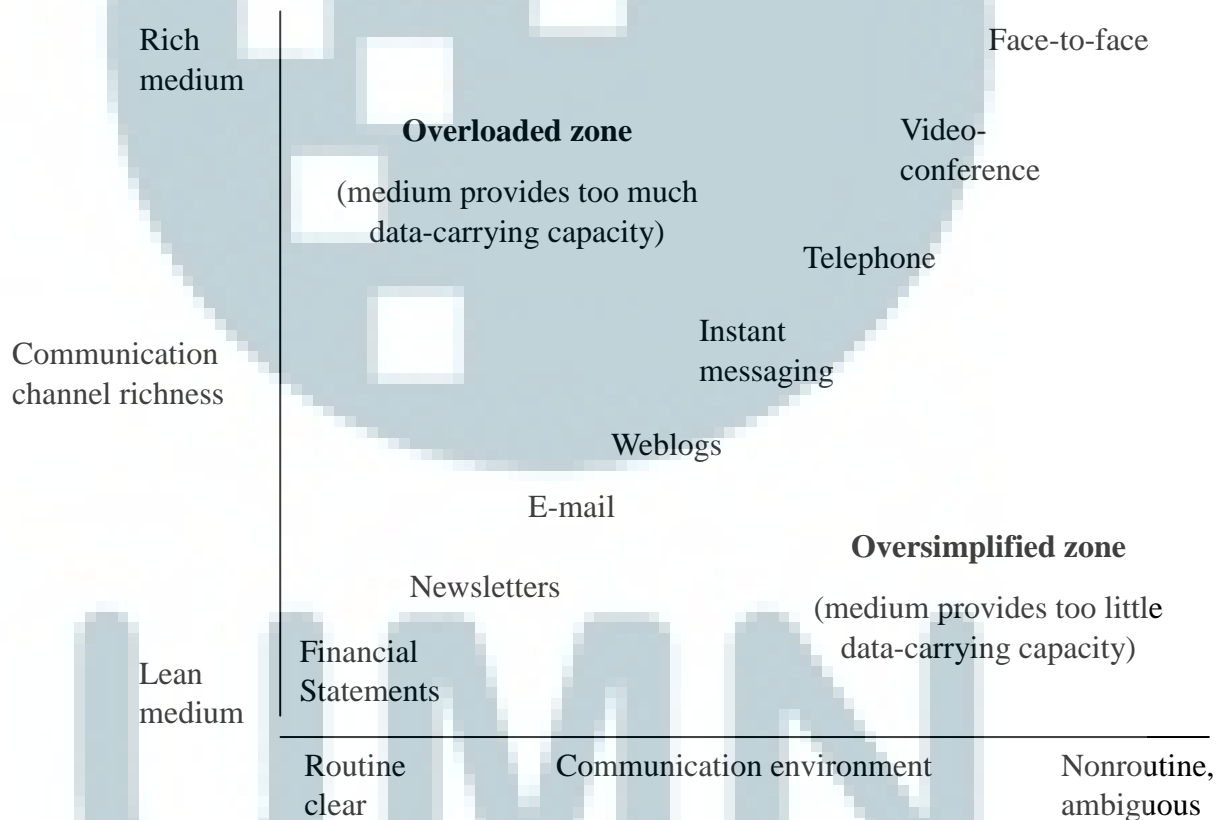 Rich
medium
Face-to-face
Overloaded zone
Video-
conference
(medium provides too much
data-carrying capacity)
Telephone
Instant
messaging
Communication
channel richness
Weblogs
E-mail
Oversimplified zone
Newsletters
(medium provides too little
data-carrying capacity)
Financial
Statements
Lean
medium
Routine
clear
Communication environment
Nonroutine,
ambiguous
UMN